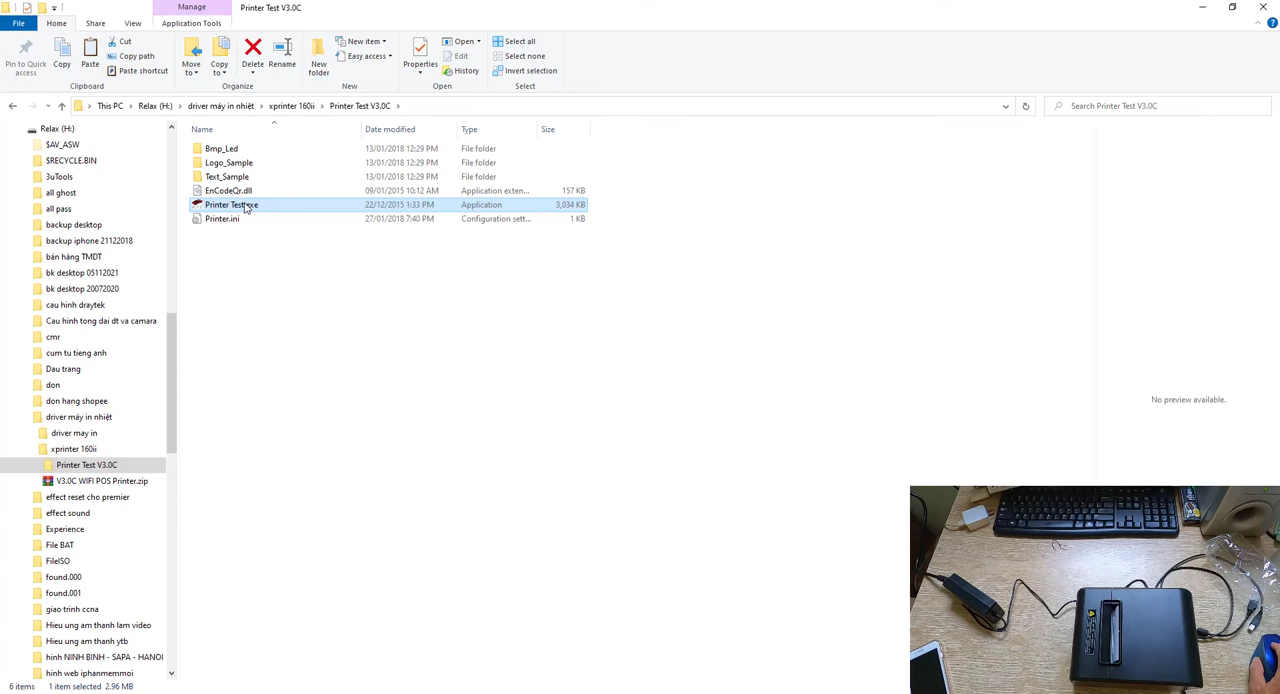 Manage
Printer Test V3.0C
File
Home
Share
View
Application Tools
Pin to Quick access
Copy
Paste
Cut
Copy path
Paste shortcut
Clipboard
Move to
Copy to
Delete
Rename
Organize
New folder
New item
Easy access
New
Properties
Open
Edit
History
Open
Select all
Select none
Invert selection
Select
This PC > Relax (H:) > driver máy in nhiệt > xprinter 160ii > Printer Test V3.0C >
Search Printer Test V3.0C
Relax (H:)
$AV_ASW
$RECYCLE.BIN
3uTools
all ghost
all pass
backup desktop
backup iphone 21122018
bán hàng TMDT
bk desktop 05112021
bk desktop 20072020
cau hinh draytek
Cau hinh tong dai dt va camara
cmr
cum tu tieng anh
Dau trang
don
don hang shopee
driver máy in nhiệt
driver may in
xprinter 160ii
Printer Test V3.0C
V3.0C WIFI POS Printer.zip
effect reset cho premier
effect sound
Experience
File BAT
FileISO
found.000
found.001
giao trinh ccna
Hieu ung am thanh lam video
Hieu ung am thanh ytb
hinh NINH BINH - SAPA - HANOI
hinh web iphanmemmoi
Name Date modified Type Size
Bmp_Led 13/01/2018 12:29 PM File folder
Logo_Sample 13/01/2018 12:29 PM File folder
Text_Sample 13/01/2018 12:29 PM File folder
EnCodeQr.dll 09/01/2015 10:12 AM Application exten... 157 KB
Printer Test.exe 22/12/2015 1:33 PM Application 3,034 KB
Printer.ini 27/01/2018 7:40 PM Configuration sett... 1 KB
No preview available.
6 items 1 item selected 2.96 MB